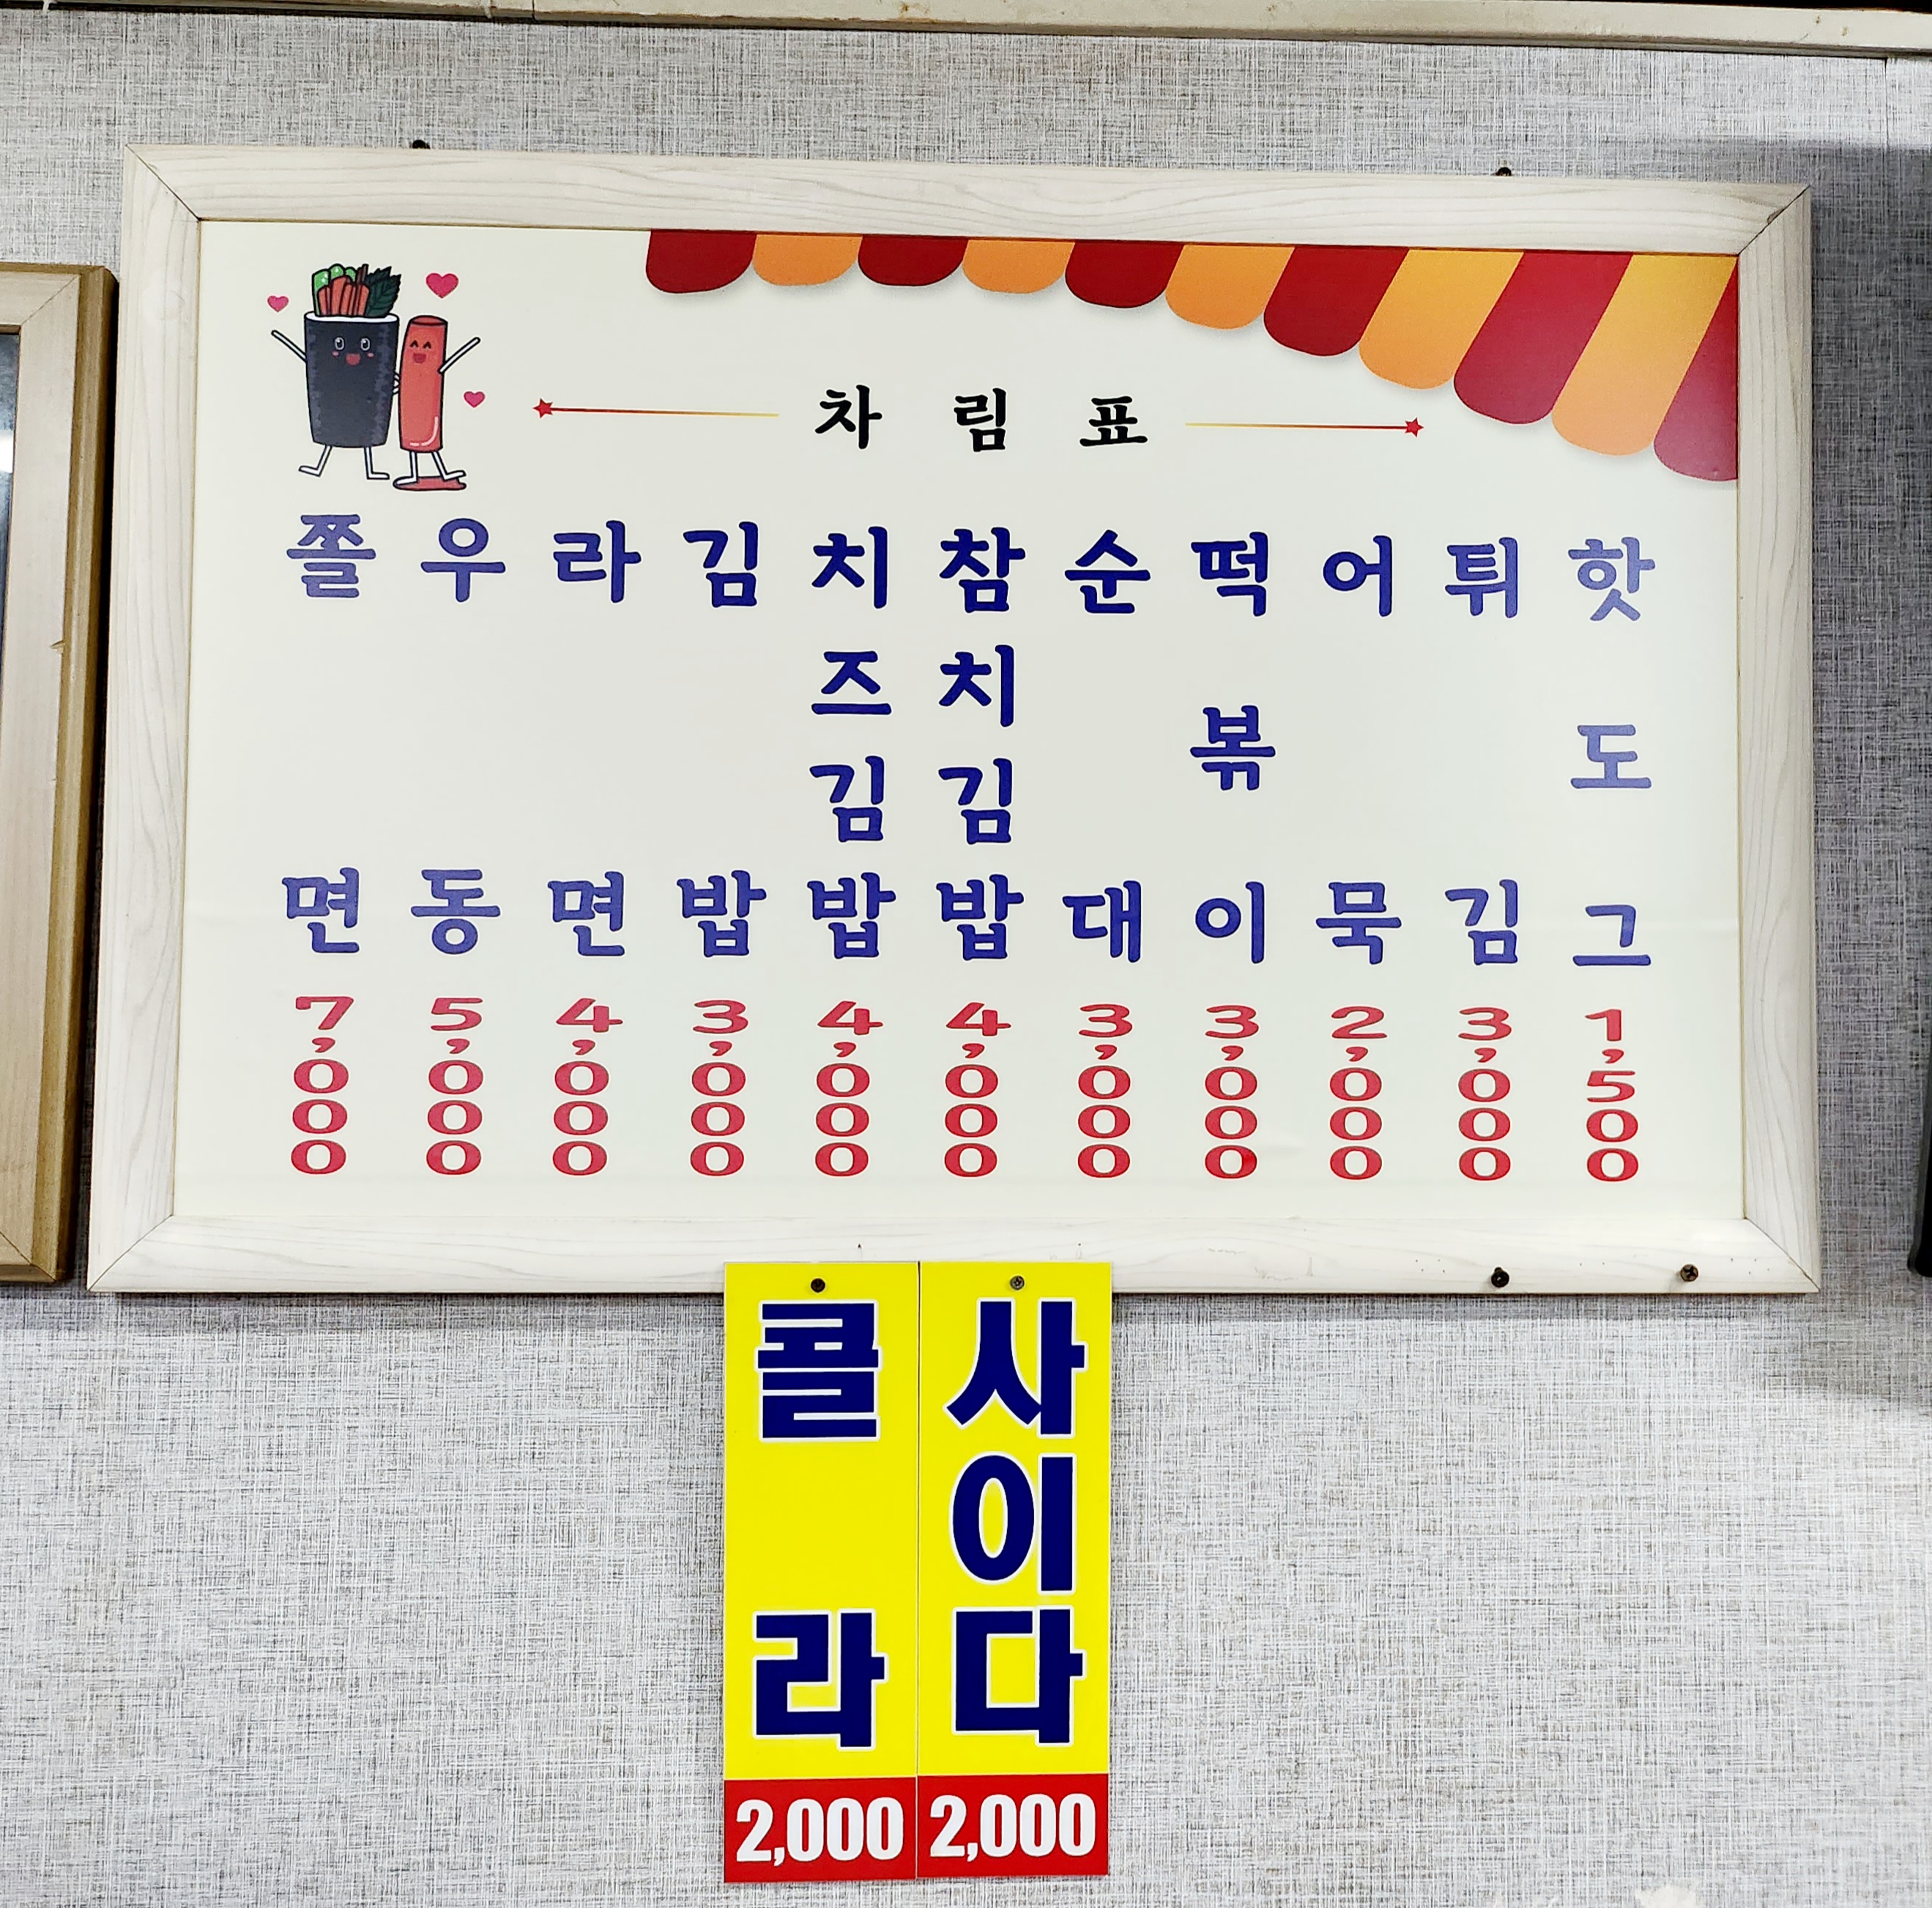 차림표
쫄면 7,000
우동 5,000
라면 4,000
김밥 3,000
치즈김밥 4,000
참치김밥 4,000
순대 3,000
떡볶이 3,000
어묵 2,000
튀김 3,000
핫도그 1,500
콜라 2,000
사이다 2,000